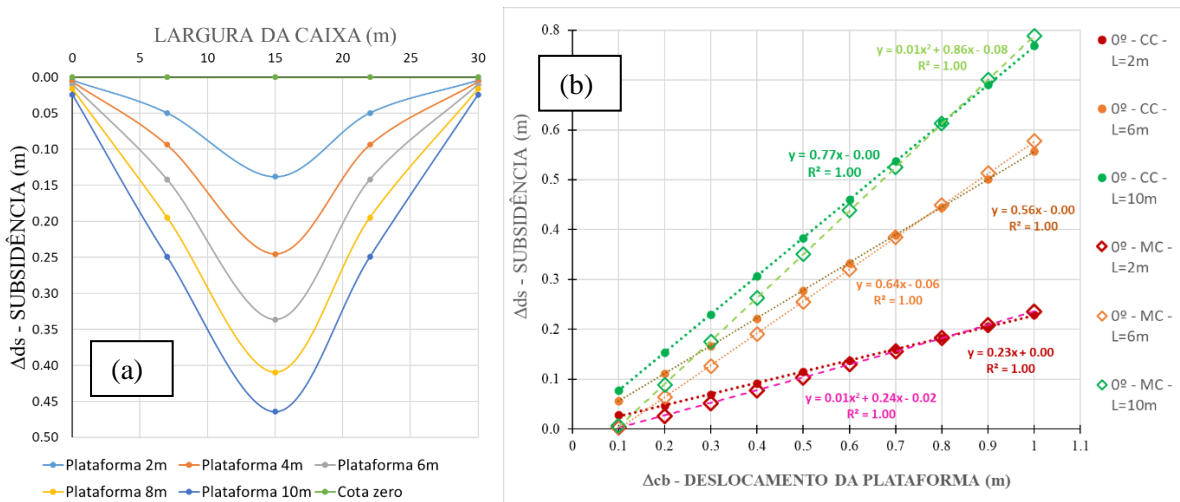 LARGURA DA CAIXA (m)
0 5 10 15 20 25 30
0.00
0.05
0.10
0.15
0.20
0.25
0.30
0.35
0.40
0.45
0.50
Δds - SUBSIDÊNCIA (m)
(a)
Plataforma 2m Plataforma 4m Plataforma 6m
Plataforma 8m Plataforma 10m Cota zero
0.8
0.6
0.5
0.4
0.3
0.2
0.1
0.0
Δds - SUBSIDÊNCIA (m)
(b)
y = 0.01x² + 0.86x - 0.08
R² = 1.00
y = 0.77x - 0.00
R² = 1.00
y = 0.56x - 0.00
R² = 1.00
y = 0.64x - 0.06
R² = 1.00
y = 0.23x + 0.00
R² = 1.00
y = 0.01x² + 0.24x - 0.02
R² = 1.00
0 0.1 0.2 0.3 0.4 0.5 0.6 0.7 0.8 0.9 1.0 1.1
Δcb - DESLOCAMENTO DA PLATAFORMA (m)
0º - CC -
L=2m
0º - CC -
L=6m
0º - CC -
L=10m
0º - MC -
L=2m
0º - MC -
L=6m
0º - MC -
L=10m